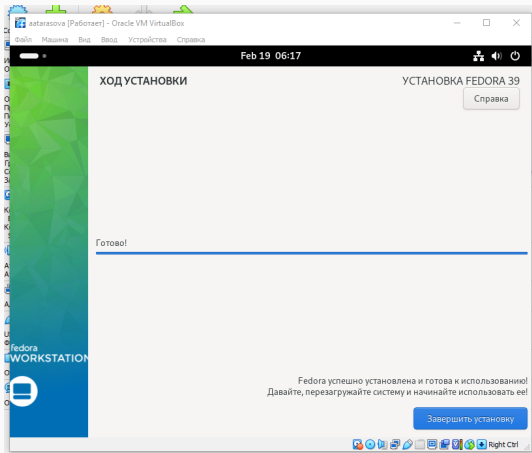 aatarasova [Работает] - Oracle VM VirtualBox
Файл Машина Вид Ввод Устройства Справка
Feb 19 06:17
ХОД УСТАНОВКИ
УСТАНОВКА FEDORA 39
Справка
Готово!
fedora
WORKSTATION
Fedora успешно установлена и готова к использованию!
Давайте, перезагружайте систему и начинайте использовать ее!
Завершить установку
Right Ctrl